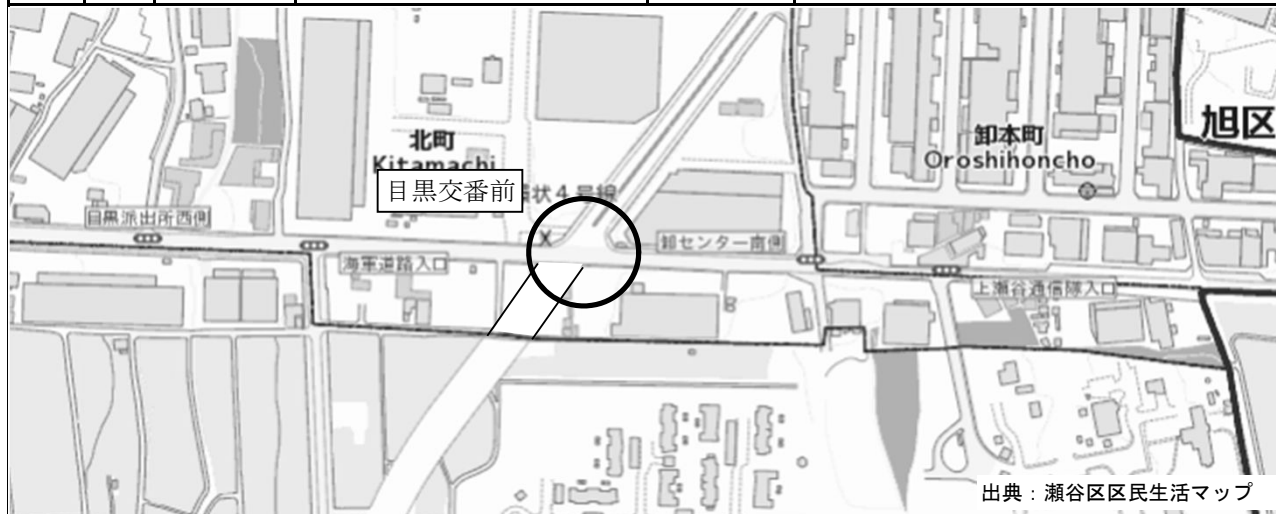 北町
Kitamachi
卸本町
Oroshihoncho
旭区
目黒交番前
状4号線
目黒派出所西側
X
卸センター南側
海軍道路入口
上瀬谷通信隊入口
出典：瀬谷区区民生活マップ